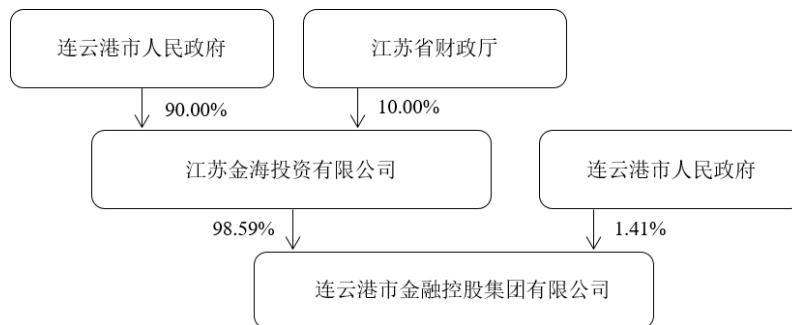 连云港市人民政府
江苏省财政厅
90.00%
10.00%
江苏金海投资有限公司
连云港市人民政府
98.59%
1.41%
连云港市金融控股集团有限公司